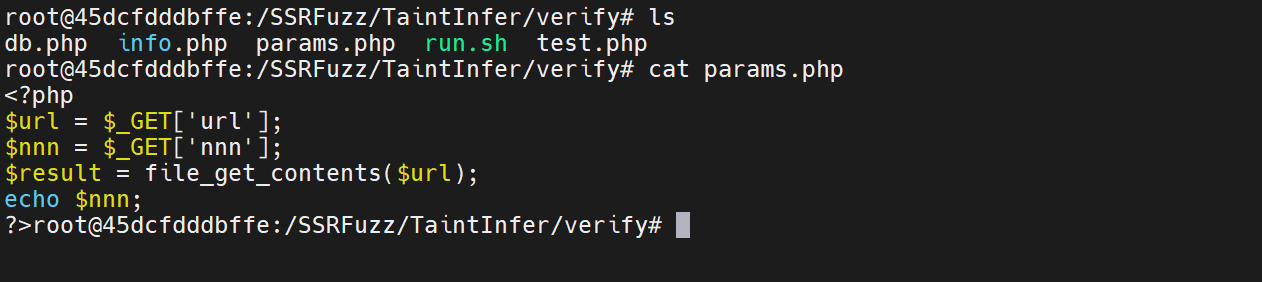 root@45dcfdddbffe:/SSRFuzz/TaintInfer/verify# ls
db.php  info.php  params.php  run.sh  test.php
root@45dcfdddbffe:/SSRFuzz/TaintInfer/verify# cat params.php
<?php
$url = $_GET['url'];
$nnn = $_GET['nnn'];
$result = file_get_contents($url);
echo $nnn;
?>root@45dcfdddbffe:/SSRFuzz/TaintInfer/verify#